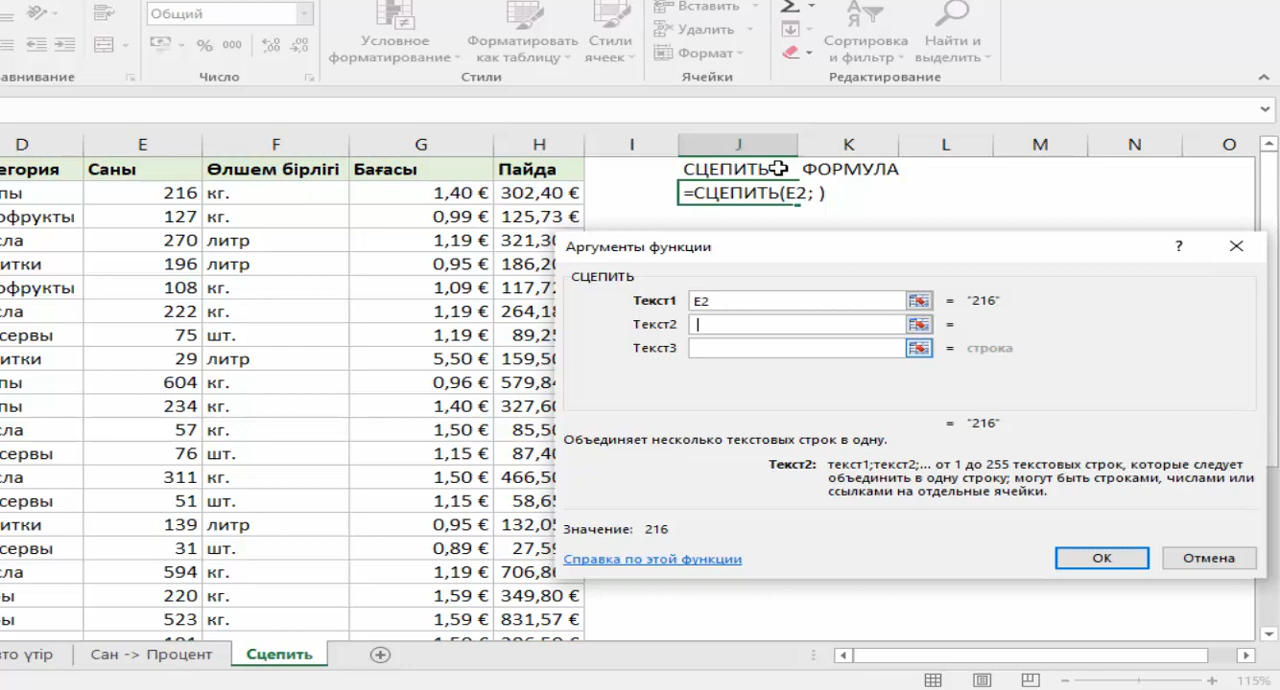 Общий
Вставить
Удалить
Формат
Условное
форматирование
Форматировать
как таблицу
Стили
ячеек
Сортировка
и фильтр
Найти и
выделить
% 000
Число
Стили
Ячейки
Редактирование
D E F G H I J K L M N O
Саны Өлшем бірлігі Бағасы Пайда СЦЕПИТЬ ФОРМУЛА
216 кг. 1,40 € 302,40 € =СЦЕПИТЬ(E2; )
127 кг. 0,99 € 125,73 €
270 литр 1,19 €
196 литр 0,95 €
108 кг. 1,09 €
222 кг. 1,19 €
75 шт. 1,19 €
29 литр 5,50 €
604 кг. 0,96 €
234 кг. 1,40 €
57 кг. 1,50 €
76 шт. 1,15 €
311 кг. 1,50 €
51 шт. 1,15 €
139 литр 0,95 €
31 шт. 0,89 €
594 кг. 1,19 €
220 кг. 1,59 € 349,80 €
523 кг. 1,59 € 831,57 €
Аргументы функции ?
СЦЕПИТЬ
Текст1 E2 = "216"
Текст2 =
Текст3 = строка
= "216"
Объединяет несколько текстовых строк в одну.
Текст2: текст1;текст2;... от 1 до 255 текстовых строк, которые следует
объединить в одну строку; могут быть строками, числами или
ссылками на отдельные ячейки.
Значение: 216
Справка по этой функции
ОК Отмена
үтір Сан -> Процент Сцепить
115%